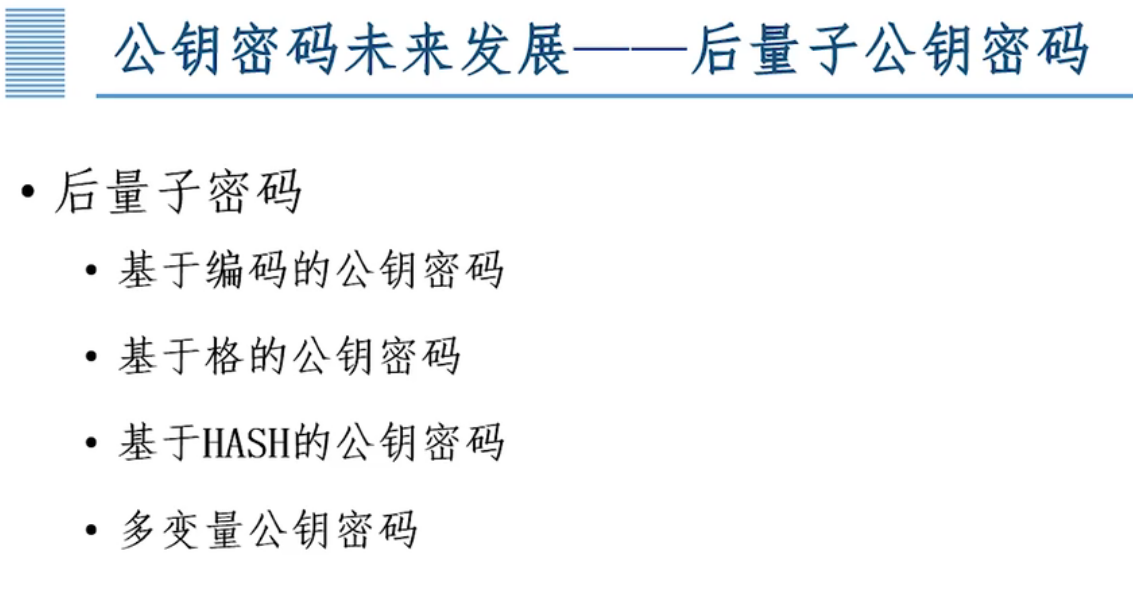 公钥密码未来发展——后量子公钥密码
• 后量子密码
• 基于编码的公钥密码
• 基于格的公钥密码
• 基于HASH的公钥密码
• 多变量公钥密码